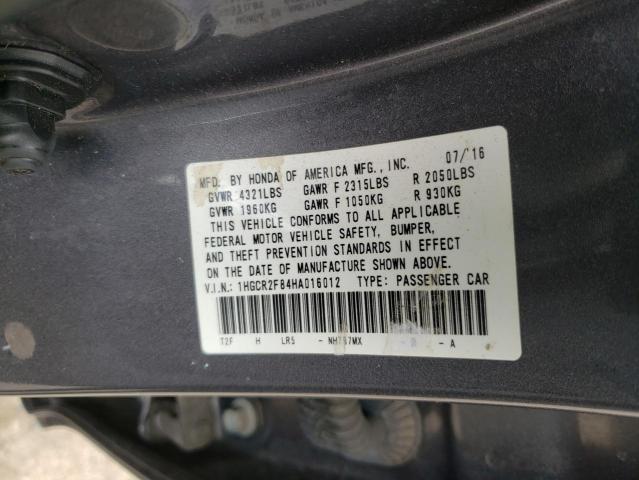 MFD. BY HONDA OF AMERICA MFG., INC. 07/16
GVWR 4321LBS GAWR F 2315LBS R 2050LBS
GVWR 1960KG GAWR F 1050KG R 930KG
THIS VEHICLE CONFORMS TO ALL APPLICABLE
FEDERAL MOTOR VEHICLE SAFETY, BUMPER,
AND THEFT PREVENTION STANDARDS IN EFFECT
ON THE DATE OF MANUFACTURE SHOWN ABOVE.
V.I.N.: 1HGCR2F84HA016012 TYPE: PASSENGER CAR
T2F H LR5 - NH767MX - - A